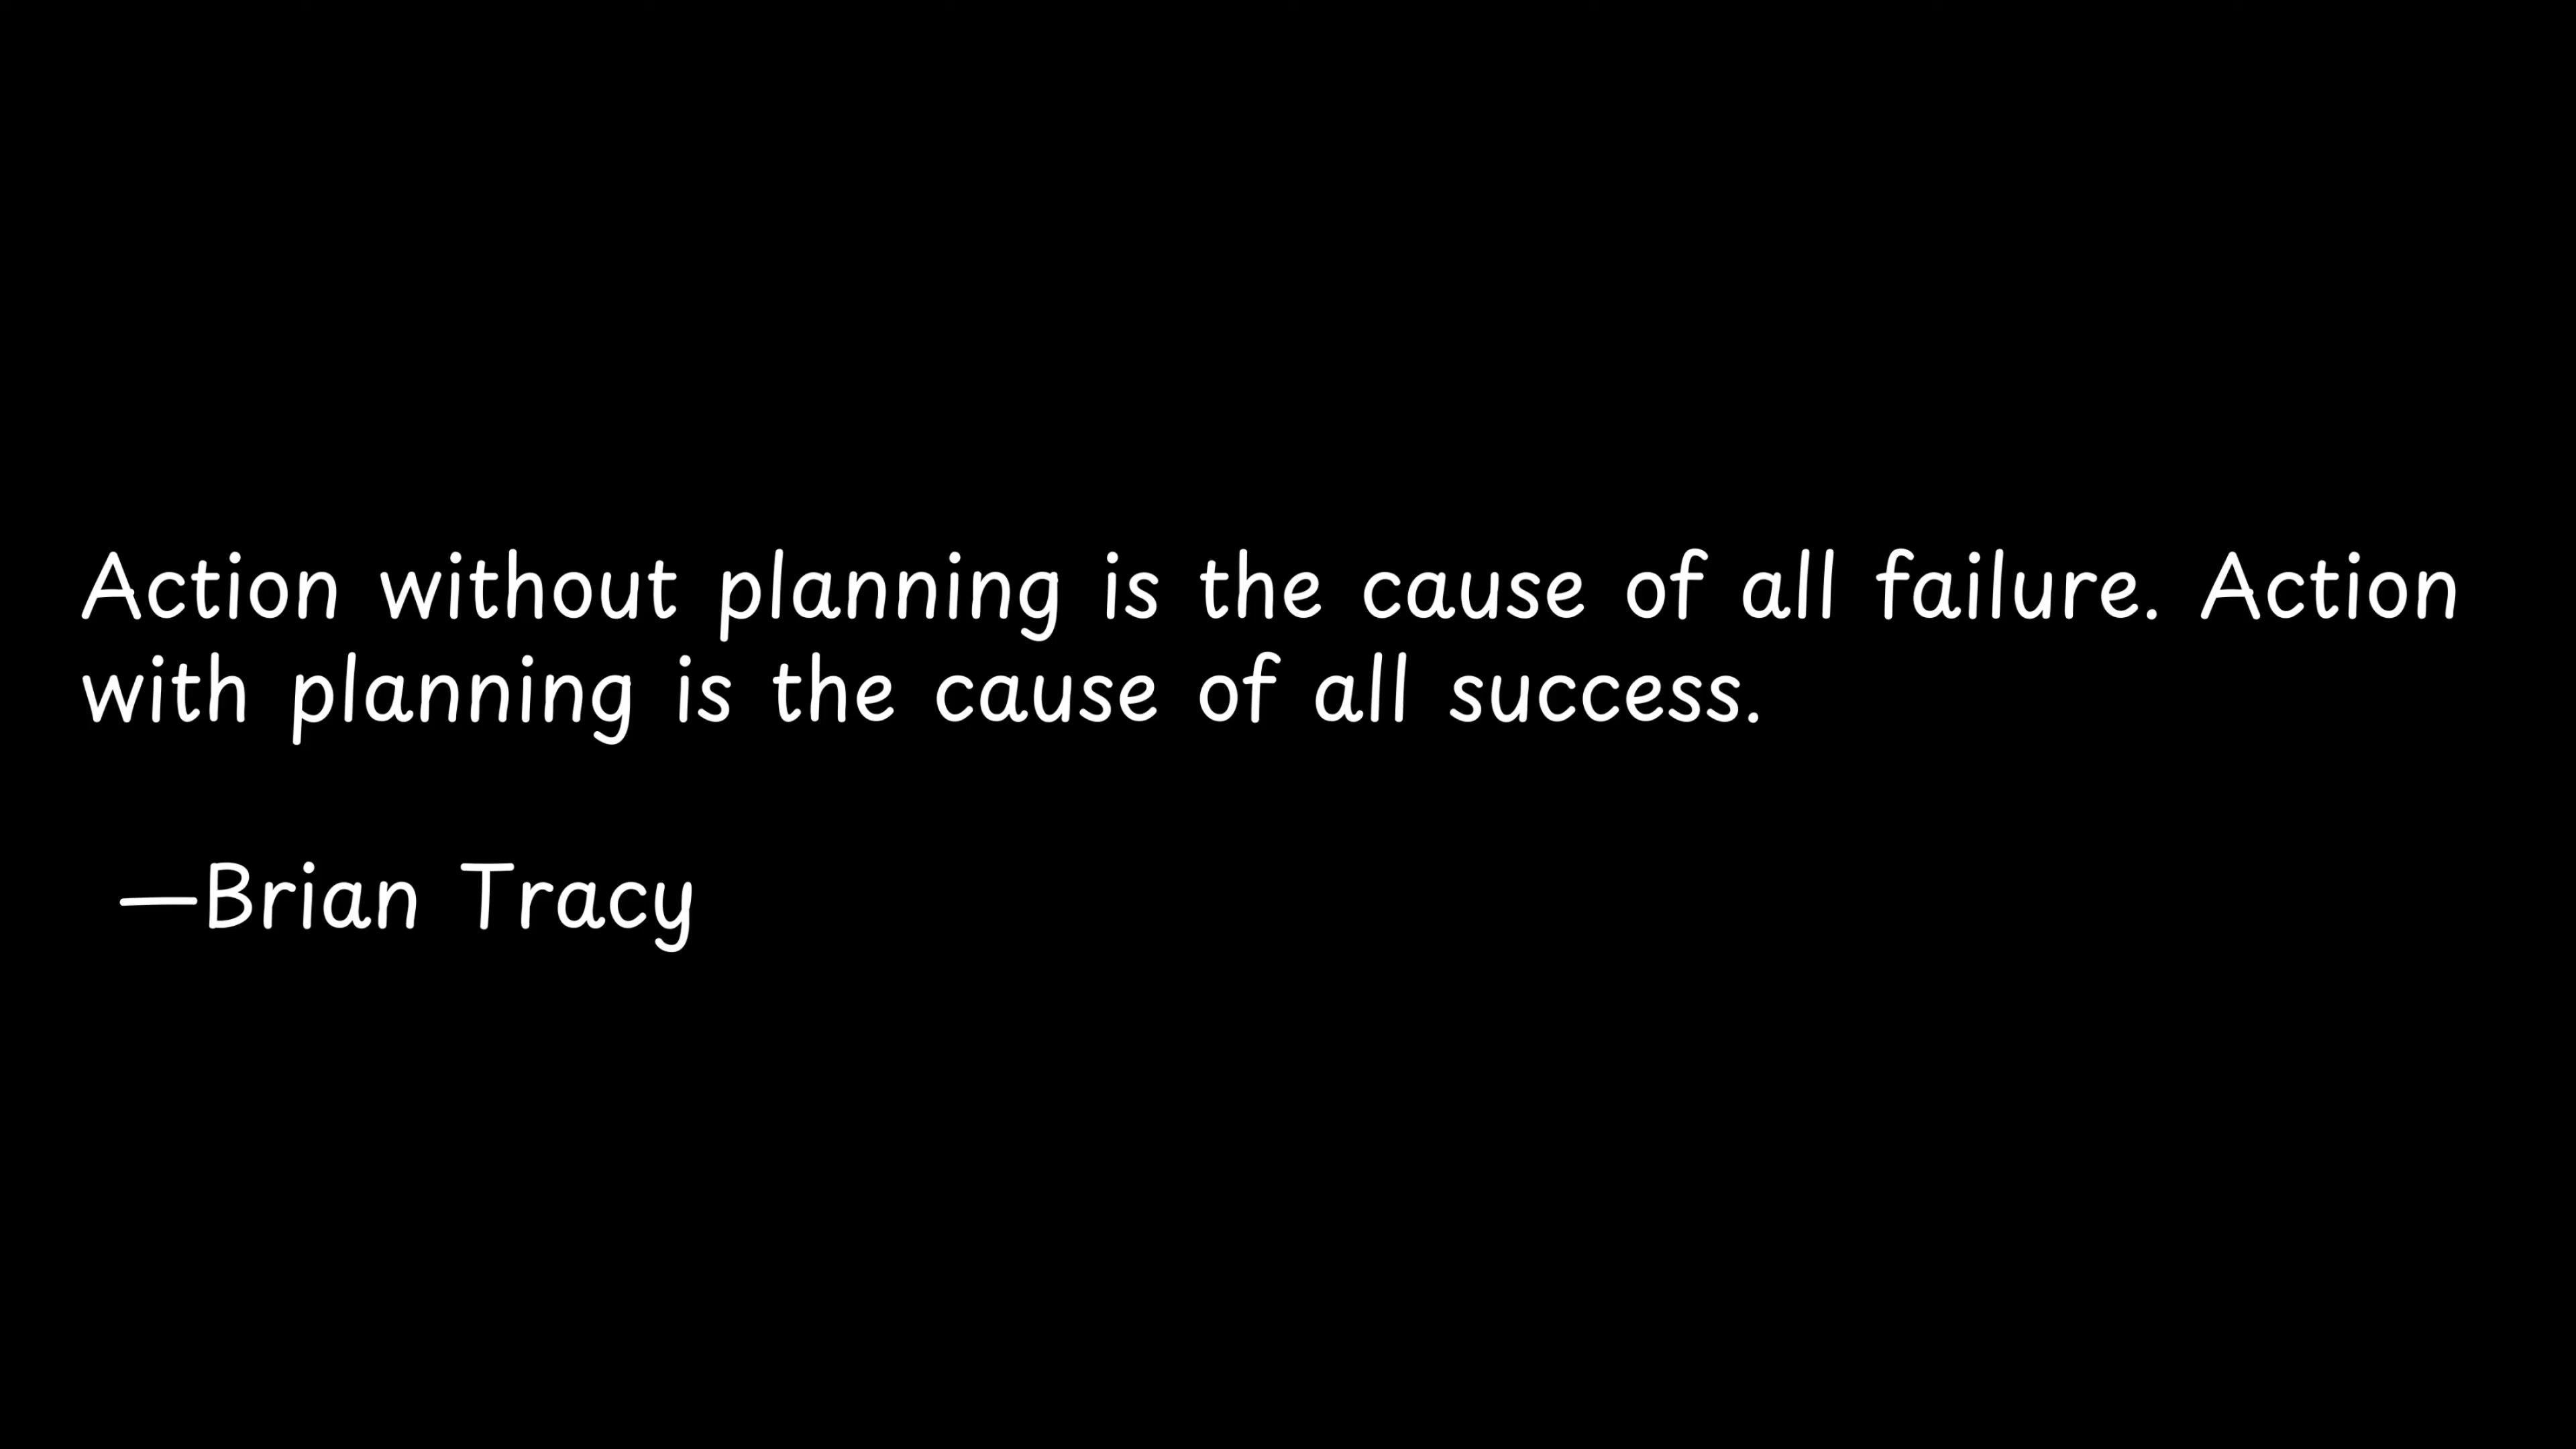 Action without planning is the cause of all failure. Action
with planning is the cause of all success.
—Brian Tracy